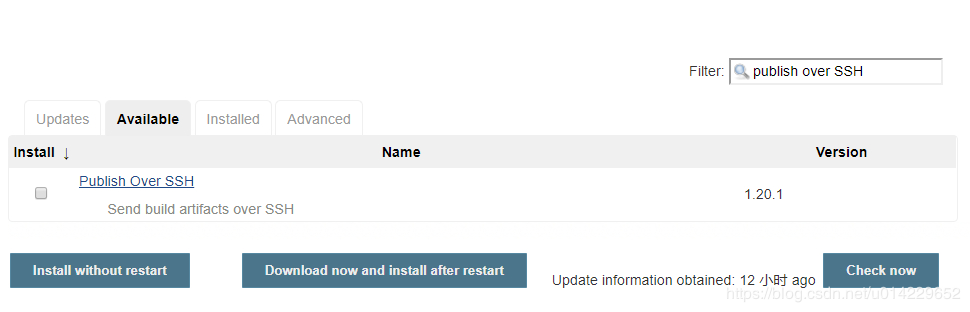 Filter: publish over SSH
Updates Available Installed Advanced
Install ↓ Name Version
Publish Over SSH
1.20.1
Send build artifacts over SSH
Install without restart Download now and install after restart Update information obtained: 12 小时 ago Check now
https://blog.csdn.net/u014229652